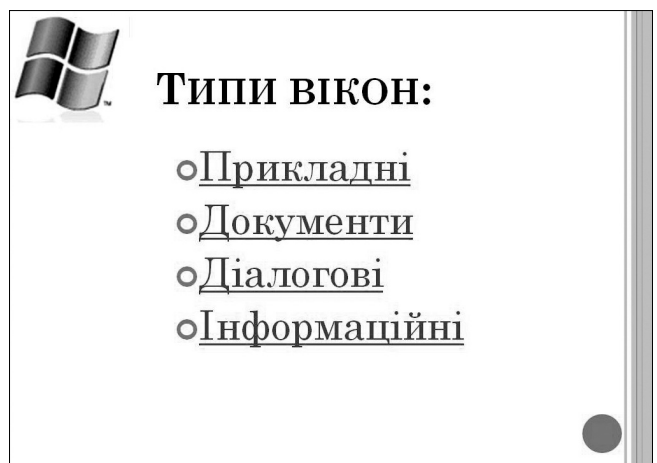 Типи вікон:
Прикладні
Документи
Діалогові
Інформаційні